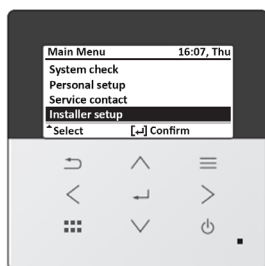 Main Menu 16:07, Thu
System check
Personal setup
Service contact
Installer setup
Select [↵] Confirm